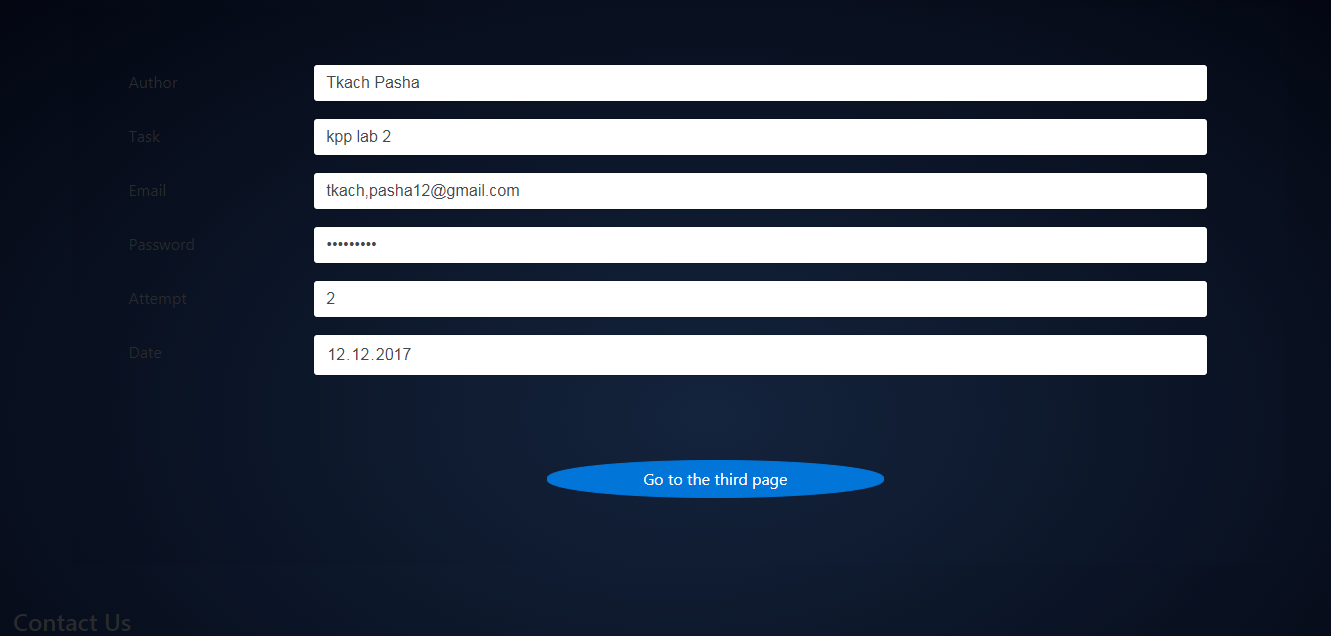 Author Tkach Pasha
Task kpp lab 2
Email tkach,pasha12@gmail.com
Password •••••••••
Attempt 2
Date 12.12.2017
Go to the third page
Contact Us